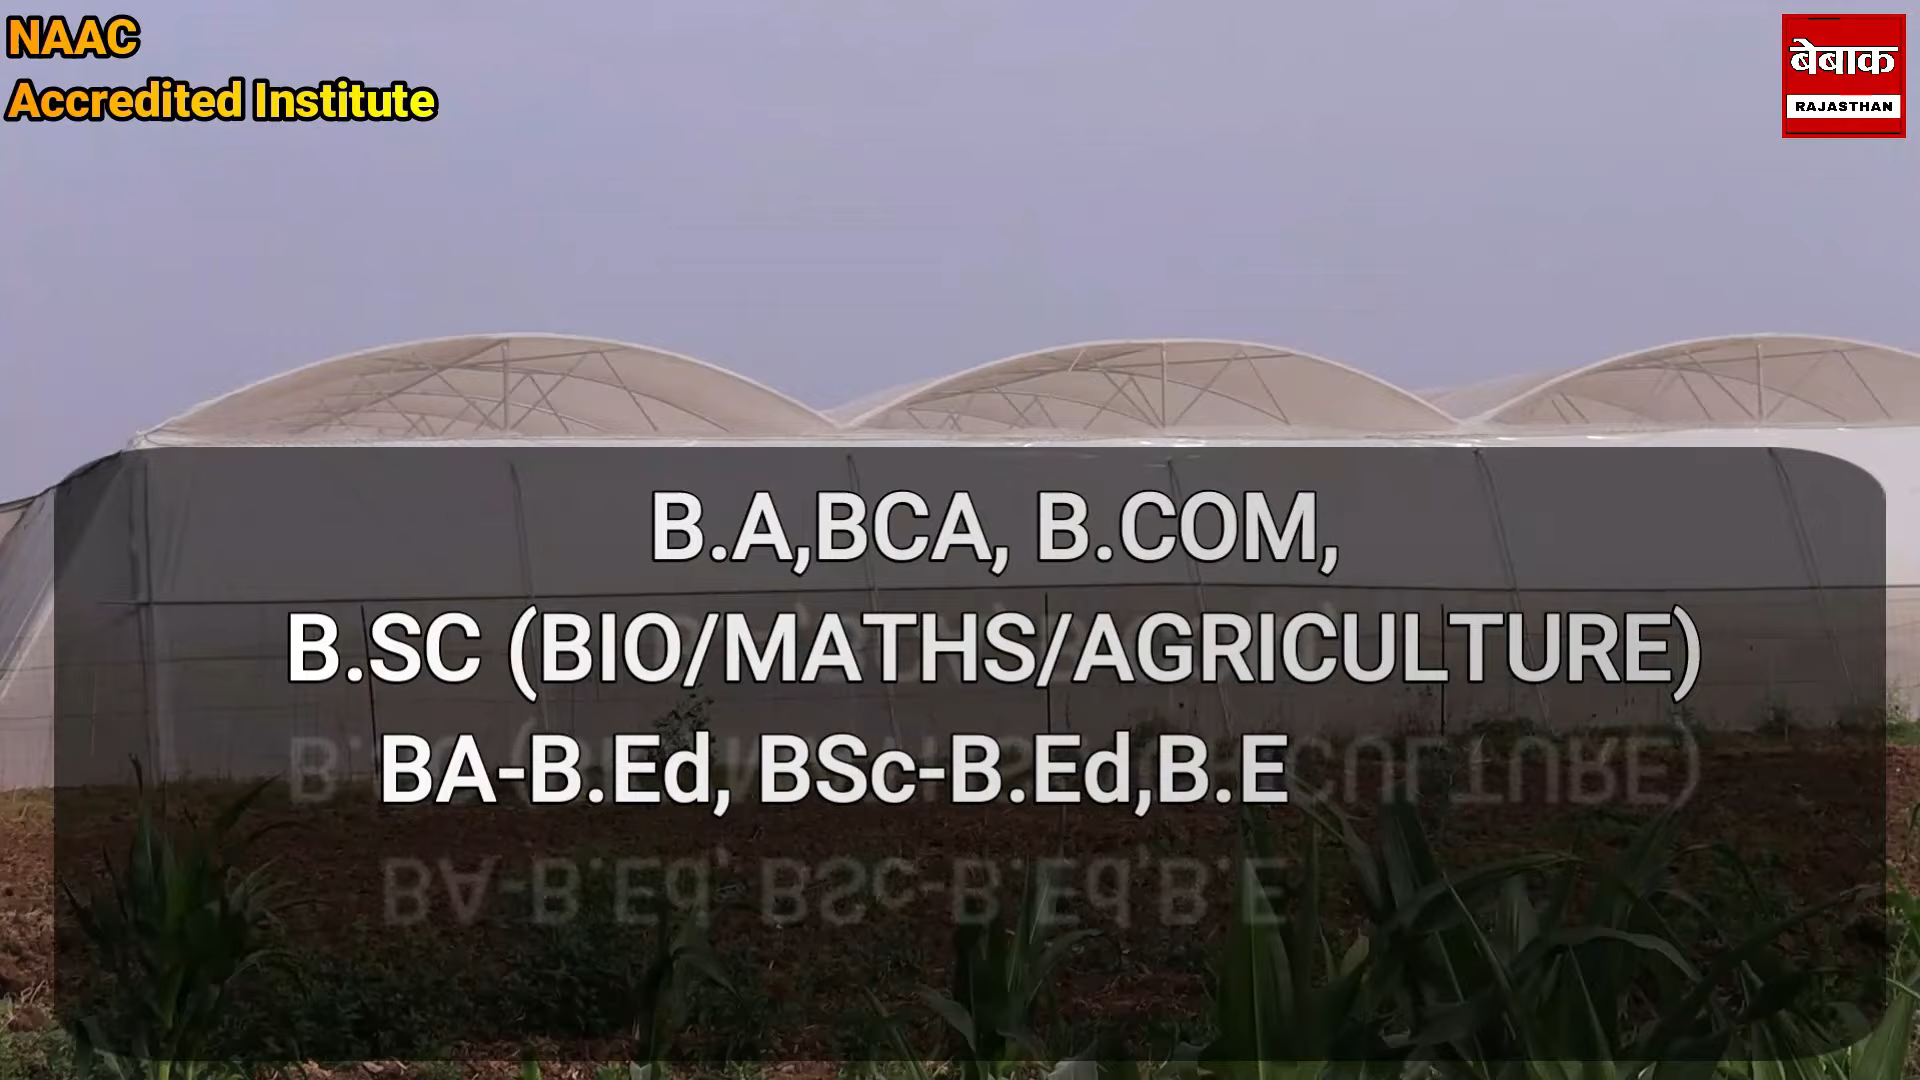 NAAC
Accredited Institute
बेबाक
RAJASTHAN
B.A,BCA, B.COM,
B.SC (BIO/MATHS/AGRICULTURE)
BA-B.Ed, BSc-B.Ed,B.E